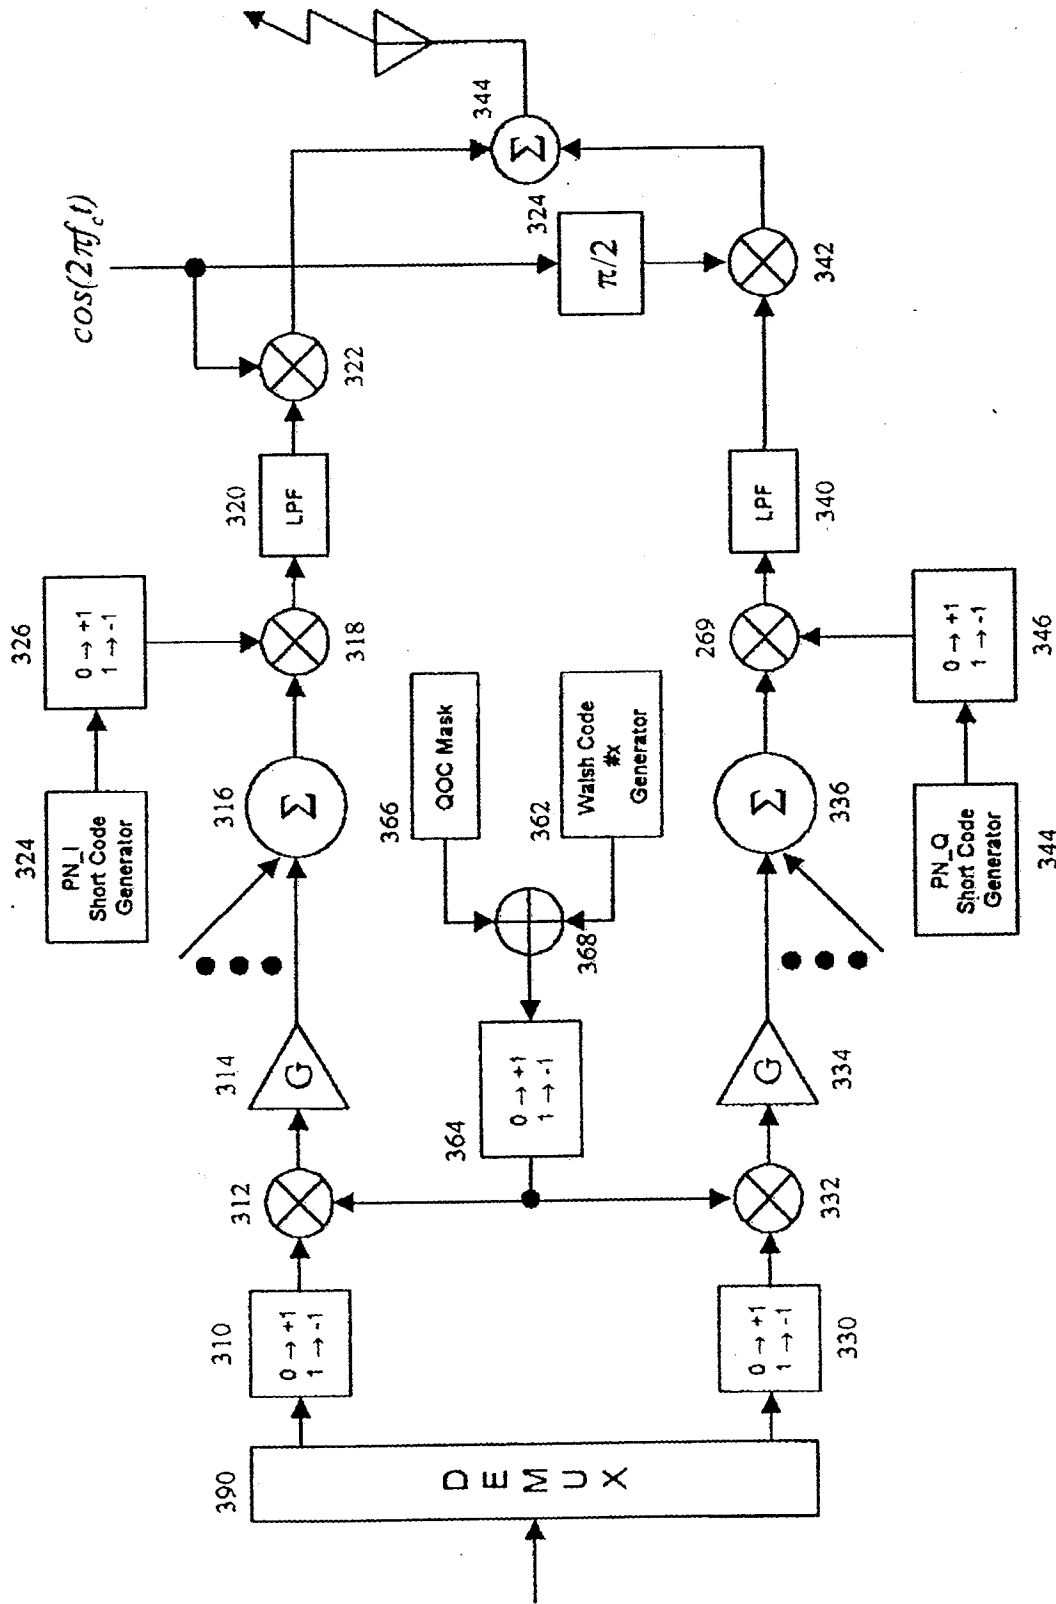 390
DEMUX
310
0 → +1
1 → -1
312
314
G
316
Σ
324
PN_I
Short Code
Generator
326
0 → +1
1 → -1
318
320
LPF
322
cos(2πf_c t)
344
Σ
324
π/2
342
364
0 → +1
1 → -1
368
366
QOC Mask
362
Walsh Code
#x
Generator
330
0 → +1
1 → -1
332
334
G
336
Σ
269
340
LPF
344
PN_Q
Short Code
Generator
346
0 → +1
1 → -1